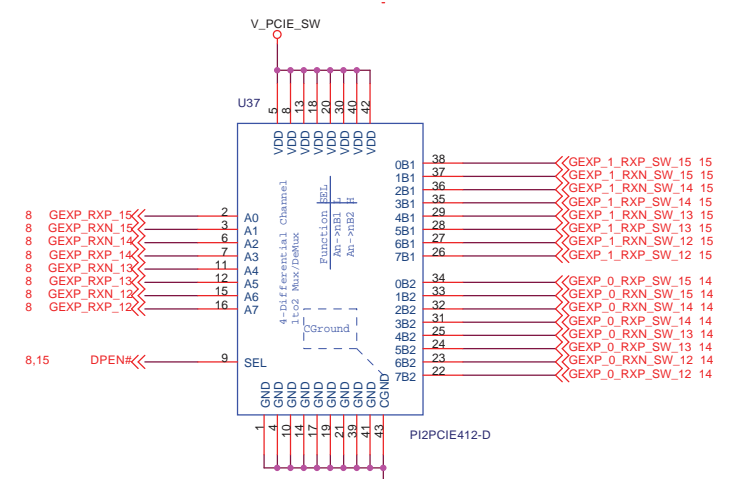 V_PCIE_SW
U37
5 8 13 18 20 30 40 42
VDD VDD VDD VDD VDD VDD VDD VDD
0B1 38 GEXP_1_RXP_SW_15 15
1B1 37 GEXP_1_RXN_SW_15 15
2B1 36 GEXP_1_RXN_SW_14 15
3B1 35 GEXP_1_RXP_SW_14 15
4B1 29 GEXP_1_RXN_SW_13 15
5B1 28 GEXP_1_RXP_SW_13 15
6B1 27 GEXP_1_RXN_SW_12 15
7B1 26 GEXP_1_RXP_SW_12 15
8 GEXP_RXP_15 2 A0
8 GEXP_RXN_15 3 A1
8 GEXP_RXN_14 6 A2
8 GEXP_RXP_14 7 A3
8 GEXP_RXN_13 11 A4
8 GEXP_RXP_13 12 A5
8 GEXP_RXN_12 15 A6
8 GEXP_RXP_12 16 A7
4-Differential Channel
1to2 Mux/DeMux
Function SEL
An->nB1 L
An->nB2 H
0B2 34 GEXP_0_RXP_SW_15 14
1B2 33 GEXP_0_RXN_SW_15 14
2B2 32 GEXP_0_RXN_SW_14 14
3B2 31 GEXP_0_RXP_SW_14 14
4B2 25 GEXP_0_RXN_SW_13 14
5B2 24 GEXP_0_RXP_SW_13 14
6B2 23 GEXP_0_RXN_SW_12 14
7B2 22 GEXP_0_RXP_SW_12 14
CGround
8,15 DPEN# 9 SEL
GND GND GND GND GND GND GND GND GND CGND
1 4 10 14 17 19 21 39 41 43
PI2PCIE412-D